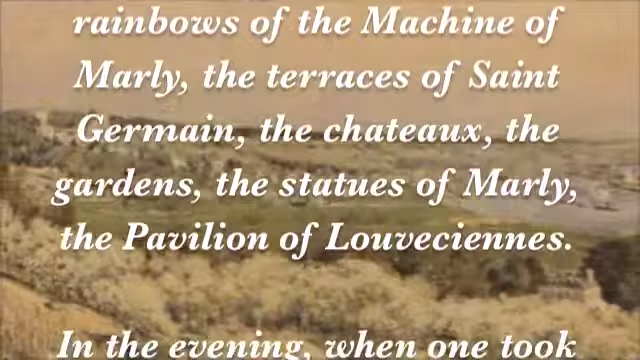 rainbows of the Machine of
Marly, the terraces of Saint
Germain, the chateaux, the
gardens, the statues of Marly,
the Pavilion of Louveciennes.
In the evening, when one took